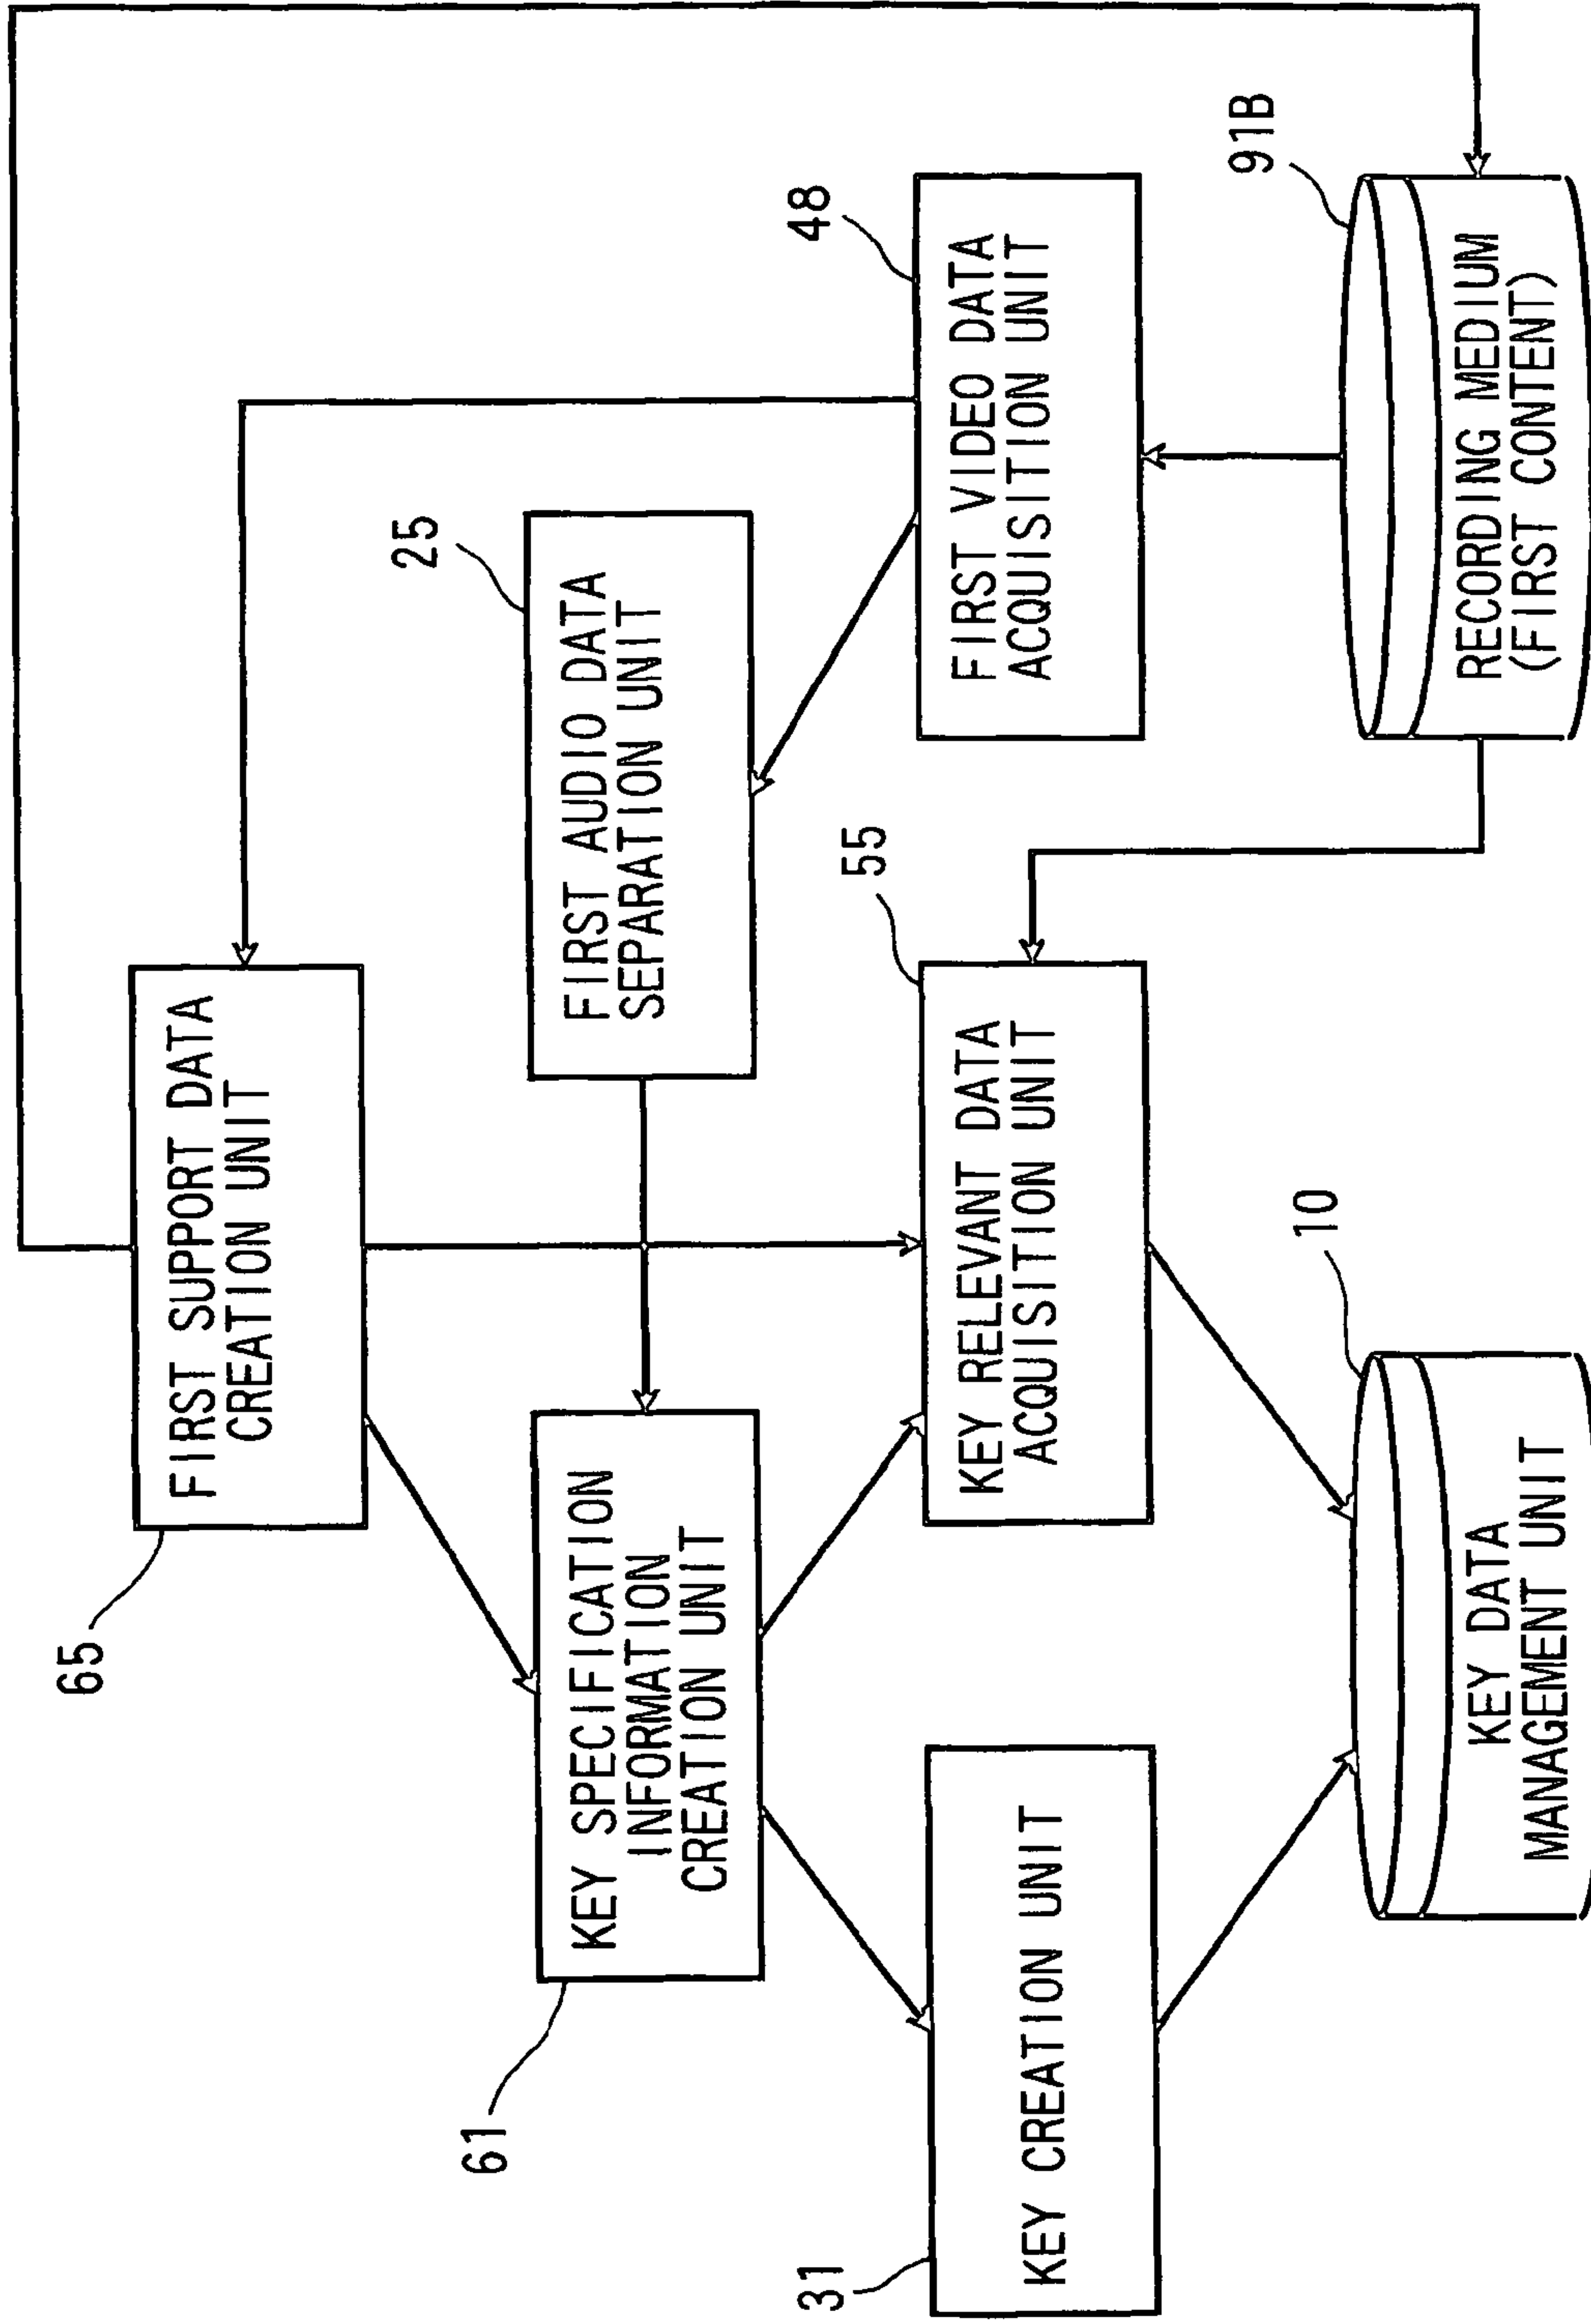 65
FIRST SUPPORT DATA
CREATION UNIT
61
KEY SPECIFICATION
INFORMATION
CREATION UNIT
25
FIRST AUDIO DATA
SEPARATION UNIT
31
KEY CREATION UNIT
55
KEY RELEVANT DATA
ACQUISITION UNIT
48
FIRST VIDEO DATA
ACQUISITION UNIT
10
KEY DATA
MANAGEMENT UNIT
91B
RECORDING MEDIUM
(FIRST CONTENT)